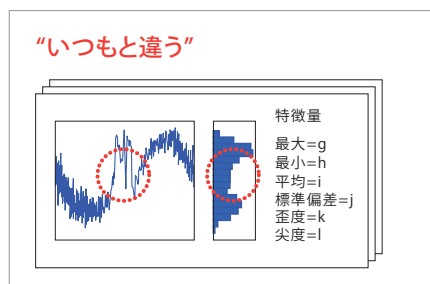 “いつもと違う”
特徴量
最大=g
最小=h
平均=i
標準偏差=j
歪度=k
尖度=l